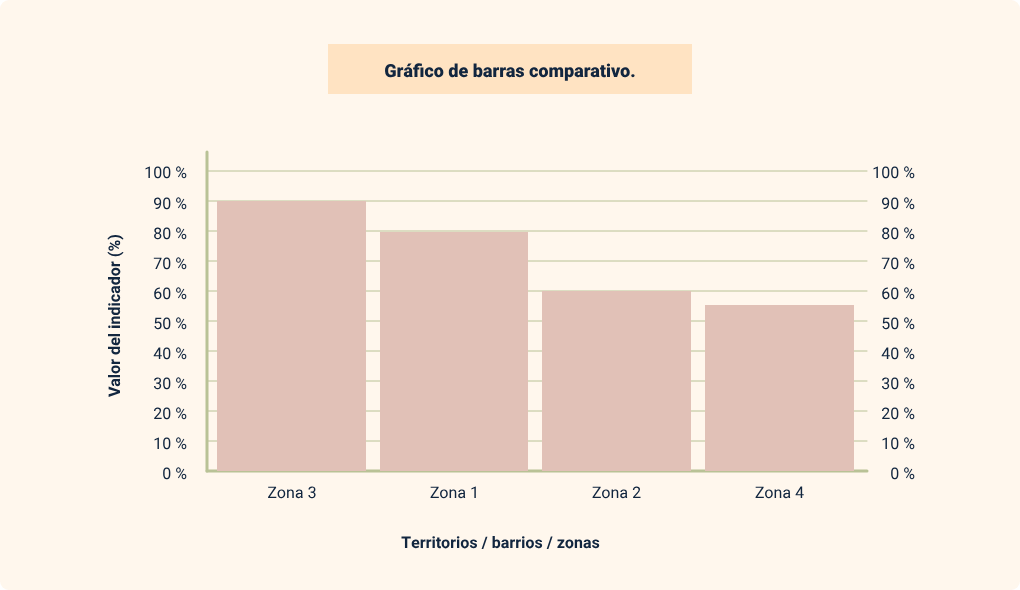 Gráfico de barras comparativo.
Valor del indicador (%)
100 % 100 %
90 % 90 %
80 % 80 %
70 % 70 %
60 % 60 %
50 % 50 %
40 % 40 %
30 % 30 %
20 % 20 %
10 % 10 %
0 % 0 %
Zona 3 Zona 1 Zona 2 Zona 4
Territorios / barrios / zonas